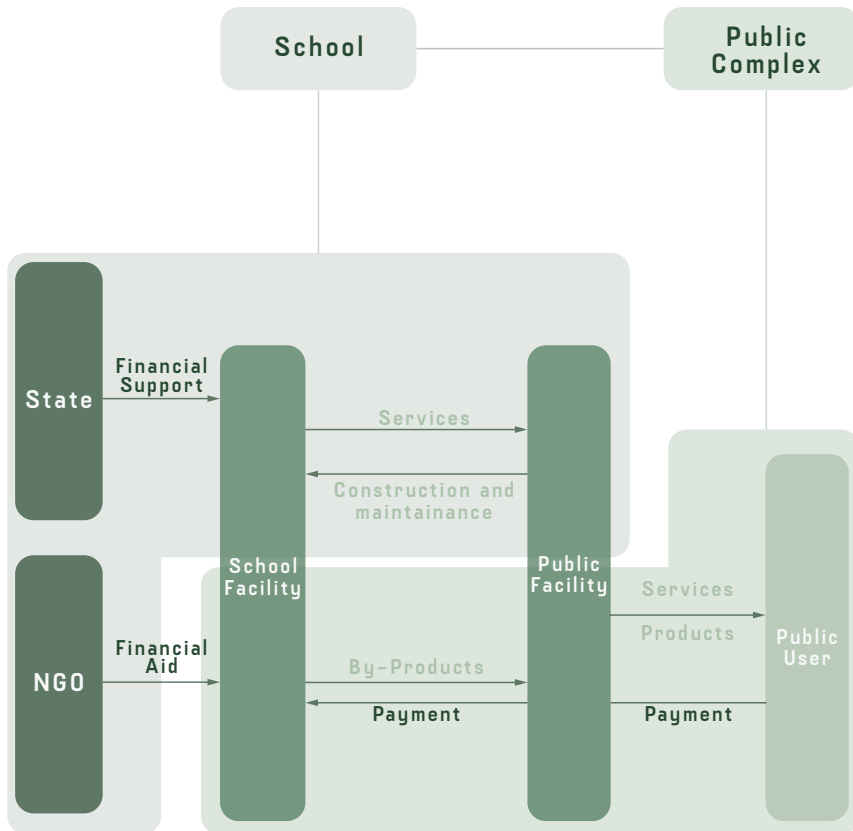 School
Public
Complex
Financial
Support
State
Services
Construction and
maintainance
School
Facility
Public
Facility
Services
Products
Public
User
Financial
Aid
NGO
By-Products
Payment
Payment